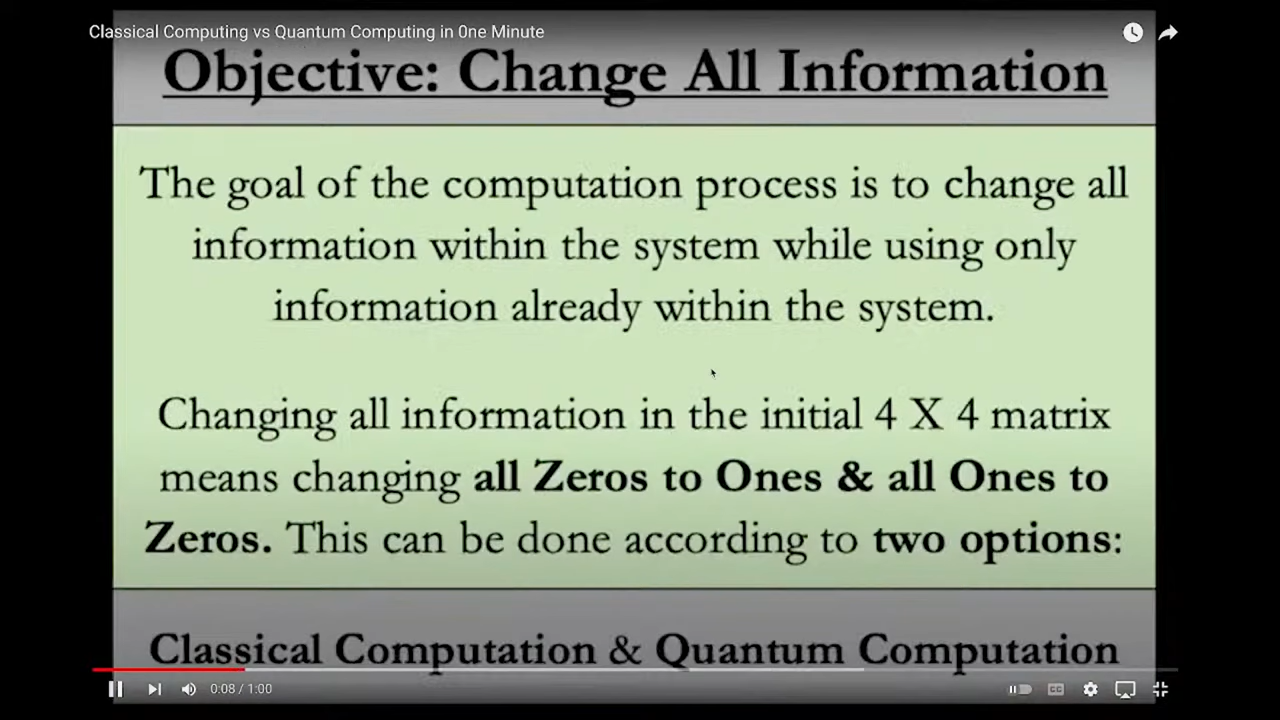 Classical Computing vs Quantum Computing in 0ne Minute
Objective: Change All Information
The goal of the computation process is to change all
information within the system while using only
information already within the system.
Changing all information in the initial 4 X 4 matrix
means changing all Zeros to Ones & all Ones to
Zeros. This can be done according to two options:
Classical Computation & Quantum Computation
0:08 / 1:00
CC